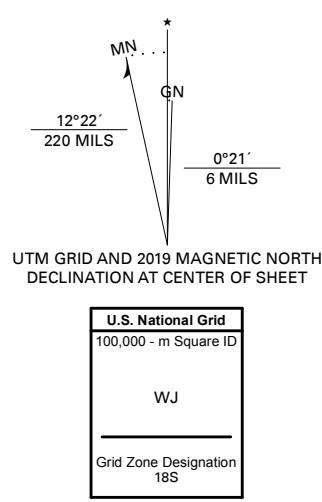 ★
MN
GN
12°22´
220 MILS
0°21´
6 MILS
UTM GRID AND 2019 MAGNETIC NORTH
DECLINATION AT CENTER OF SHEET
U.S. National Grid
100,000 - m Square ID
WJ
Grid Zone Designation
18S